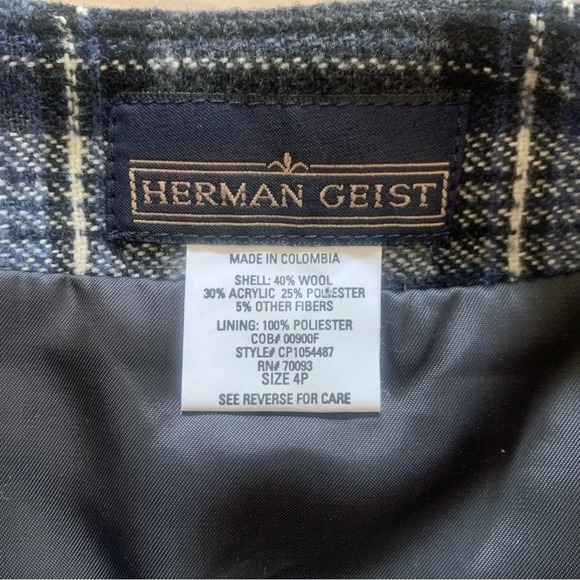 HERMAN GEIST
MADE IN COLOMBIA
SHELL: 40% WOOL
30% ACRYLIC 25% POLIESTER
5% OTHER FIBERS
LINING: 100% POLIESTER
COB# 00900F
STYLE# CP1054487
RN# 70093
SIZE 4P
SEE REVERSE FOR CARE